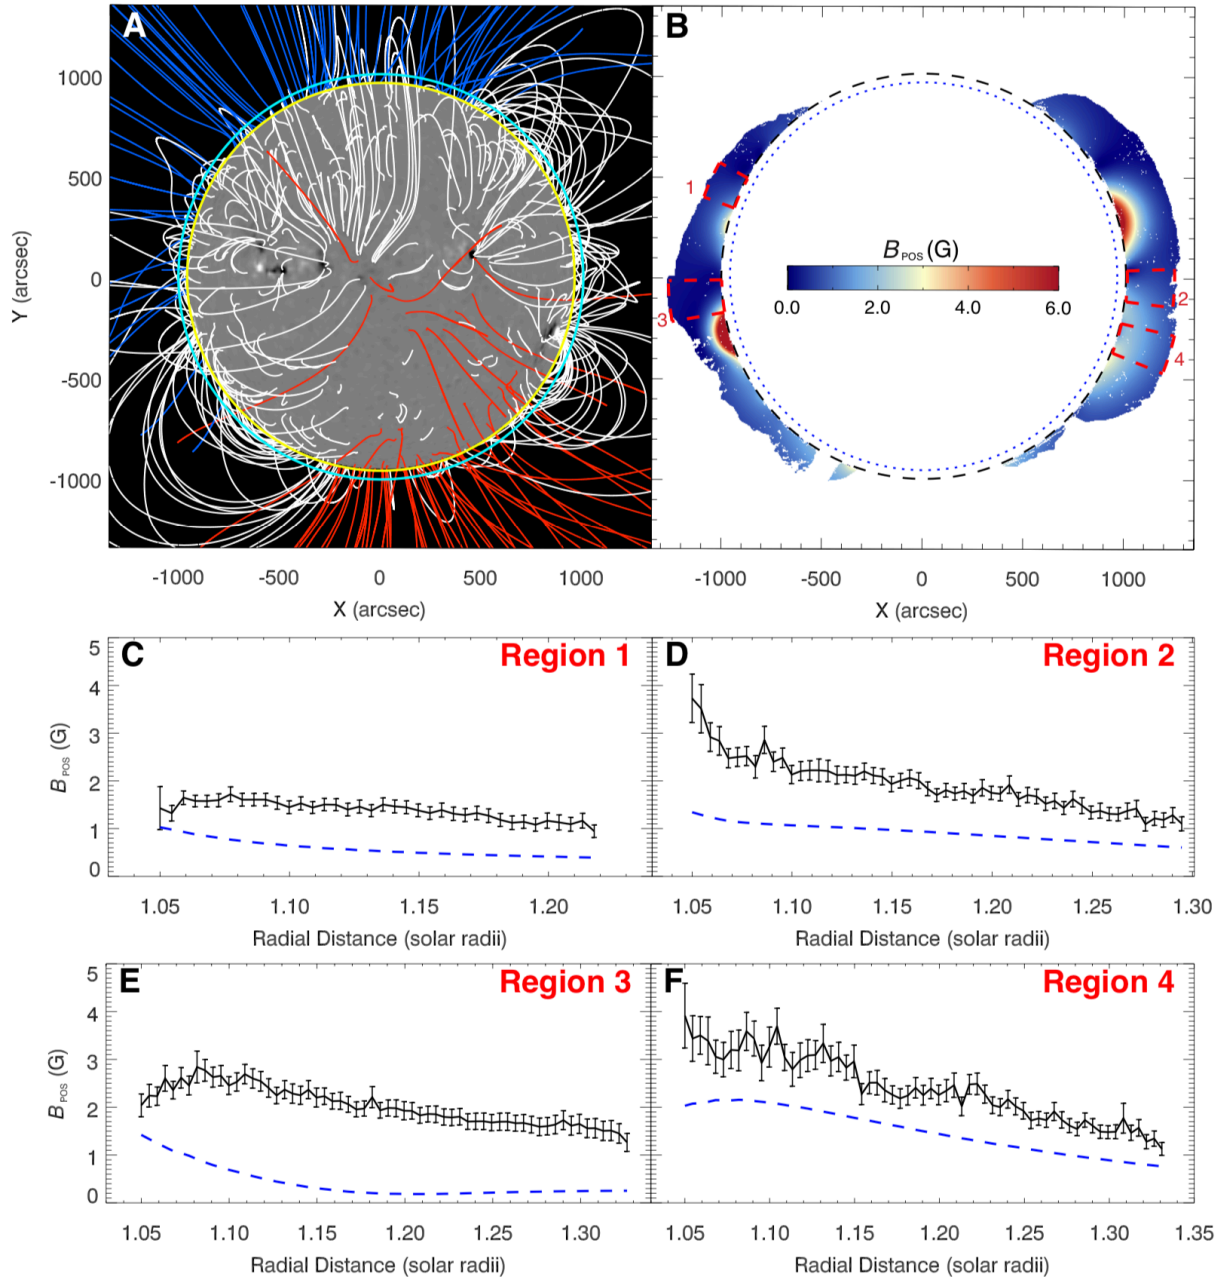 A
B
1000
500
0
-500
-1000
Y (arcsec)
-1000 -500 0 500 1000
X (arcsec)
1
2
3
4
B POS (G)
0.0 2.0 4.0 6.0
-1000 -500 0 500 1000
X (arcsec)
C
Region 1
5
4
3
2
1
0
B POS (G)
1.05 1.10 1.15 1.20
Radial Distance (solar radii)
D
Region 2
1.05 1.10 1.15 1.20 1.25 1.30
Radial Distance (solar radii)
E
Region 3
5
4
3
2
1
0
B POS (G)
1.05 1.10 1.15 1.20 1.25 1.30
Radial Distance (solar radii)
F
Region 4
1.05 1.10 1.15 1.20 1.25 1.30 1.35
Radial Distance (solar radii)